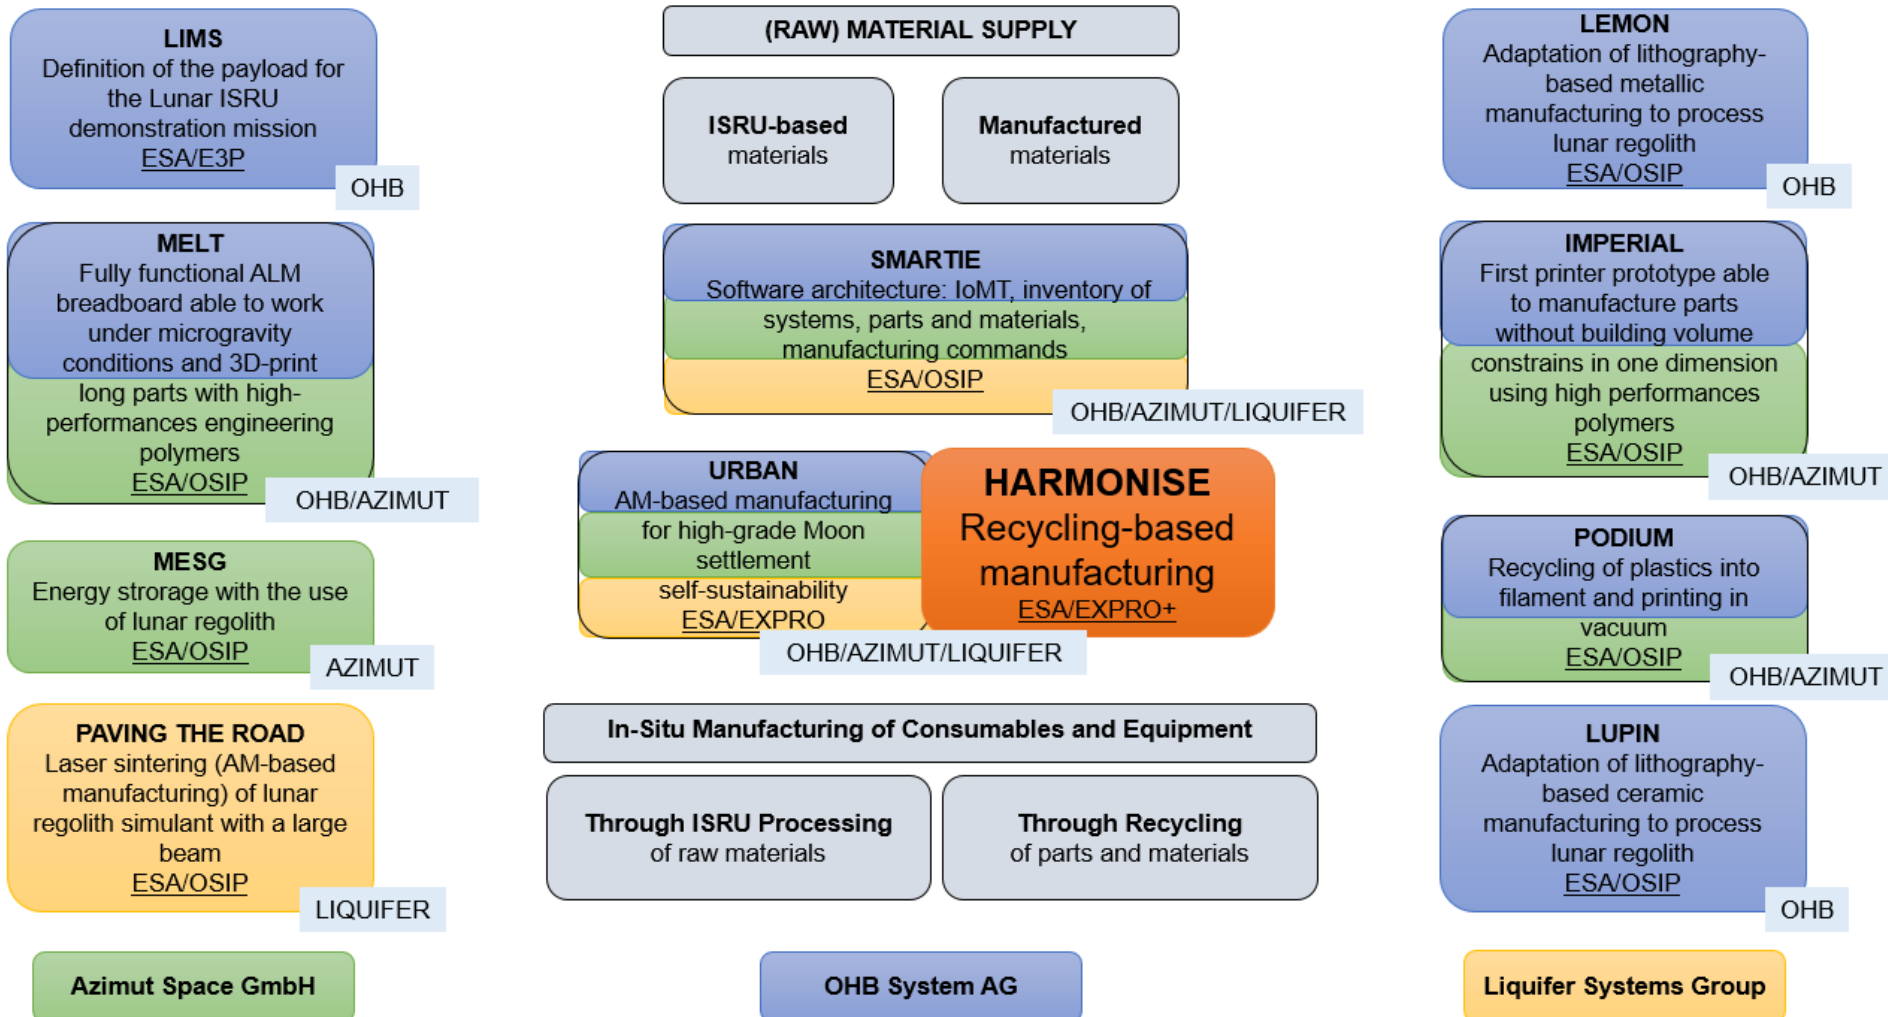 LIMS
Definition of the payload for
the Lunar ISRU
demonstration mission
ESA/E3P
OHB
MELT
Fully functional ALM
breadboard able to work
under microgravity
conditions and 3D-print
long parts with high-
performances engineering
polymers
ESA/OSIP
OHB/AZIMUT
MESG
Energy strorage with the use
of lunar regolith
ESA/OSIP
AZIMUT
PAVING THE ROAD
Laser sintering (AM-based
manufacturing) of lunar
regolith simulant with a large
beam
ESA/OSIP
LIQUIFER
(RAW) MATERIAL SUPPLY
ISRU-based
materials
Manufactured
materials
SMARTIE
Software architecture: IoMT, inventory of
systems, parts and materials,
manufacturing commands
ESA/OSIP
OHB/AZIMUT/LIQUIFER
URBAN
AM-based manufacturing
for high-grade Moon
settlement
self-sustainability
ESA/EXPRO
HARMONISE
Recycling-based
manufacturing
ESA/EXPRO+
OHB/AZIMUT/LIQUIFER
In-Situ Manufacturing of Consumables and Equipment
Through ISRU Processing
of raw materials
Through Recycling
of parts and materials
LEMON
Adaptation of lithography-
based metallic
manufacturing to process
lunar regolith
ESA/OSIP
OHB
IMPERIAL
First printer prototype able
to manufacture parts
without building volume
constrains in one dimension
using high performances
polymers
ESA/OSIP
OHB/AZIMUT
PODIUM
Recycling of plastics into
filament and printing in
vacuum
ESA/OSIP
OHB/AZIMUT
LUPIN
Adaptation of lithography-
based ceramic
manufacturing to process
lunar regolith
ESA/OSIP
OHB
Azimut Space GmbH
OHB System AG
Liquifer Systems Group